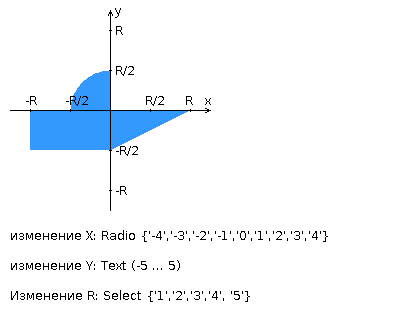 y
R
R/2
-R -R/2 R/2 R x
-R/2
-R
изменение X: Radio {'-4','-3','-2','-1','0','1','2','3','4'}
изменение Y: Text (-5 ... 5)
Изменение R: Select {'1','2','3','4', '5'}